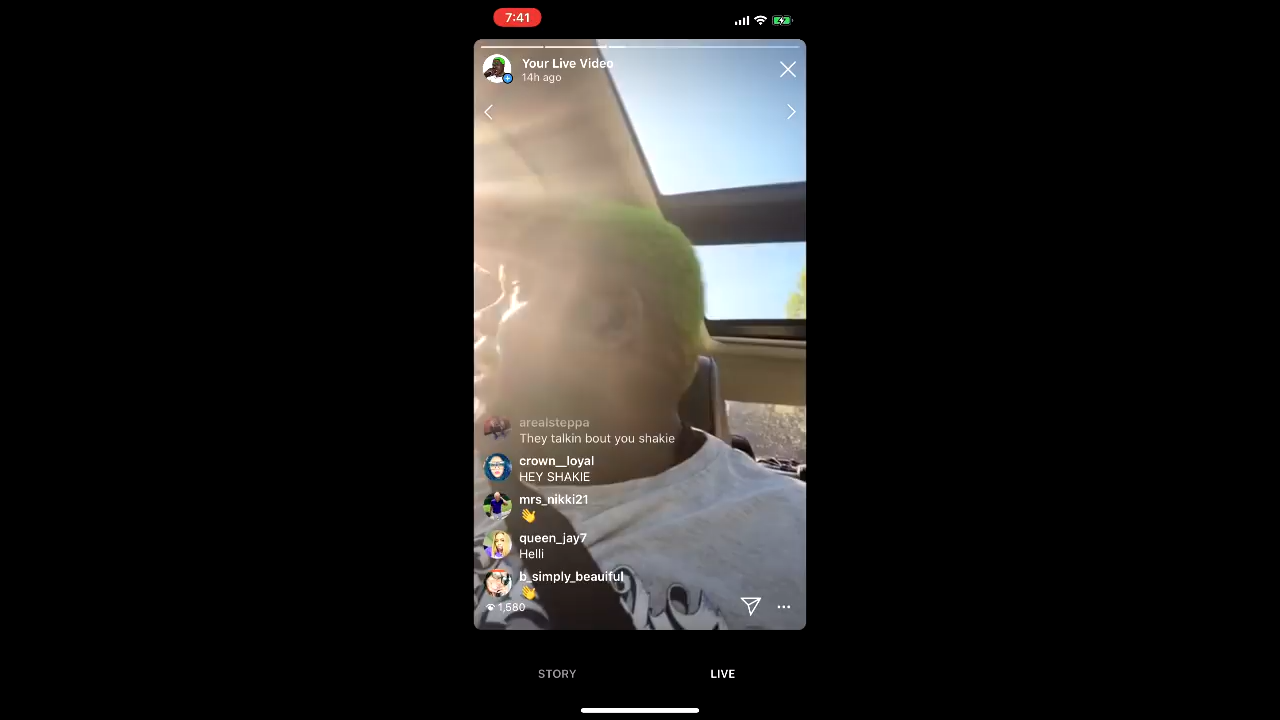 7:41
Your Live Video
14h ago
arealsteppa
They talkin bout you shakie
crown__loyal
HEY SHAKIE
mrs_nikki21
👋
queen_jay7
Helli
b_simply_beauiful
👋
1,580
STORY
LIVE